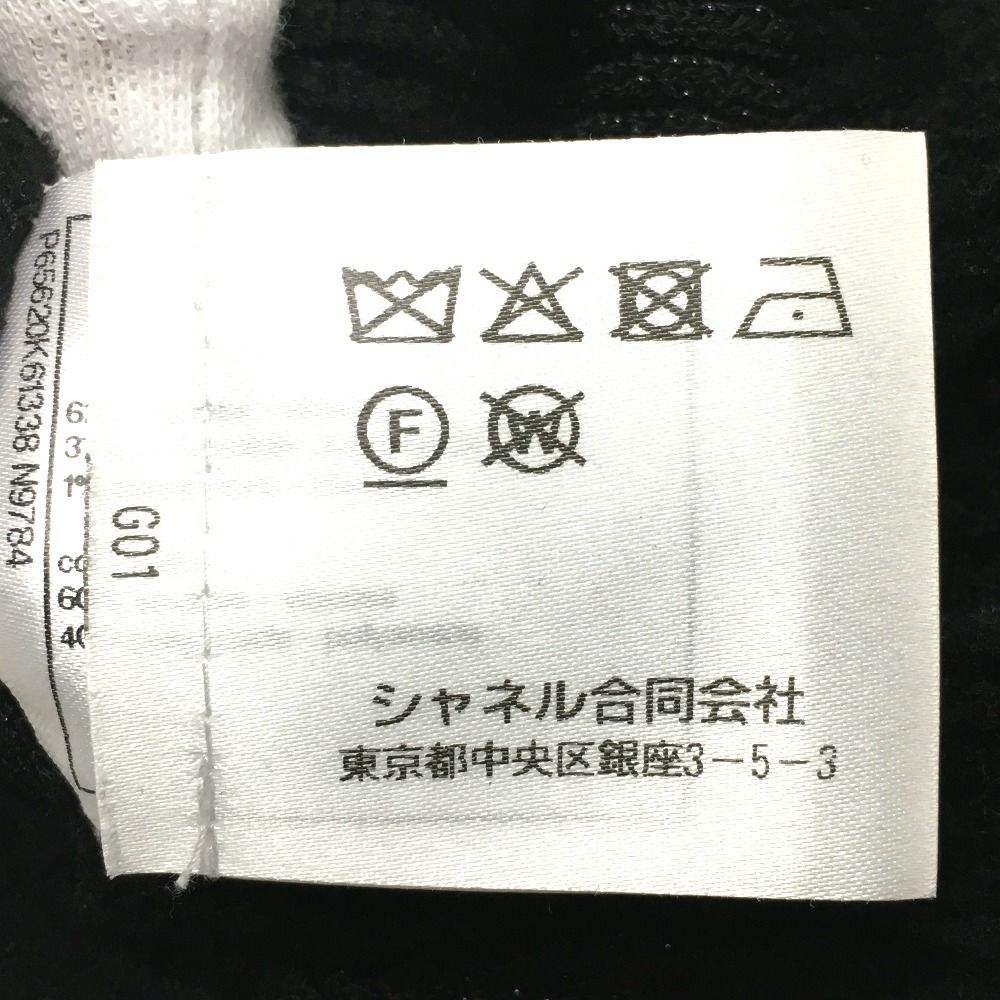 P65620K61338 N9784
G01
F
W
シャネル合同会社
東京都中央区銀座3-5-3